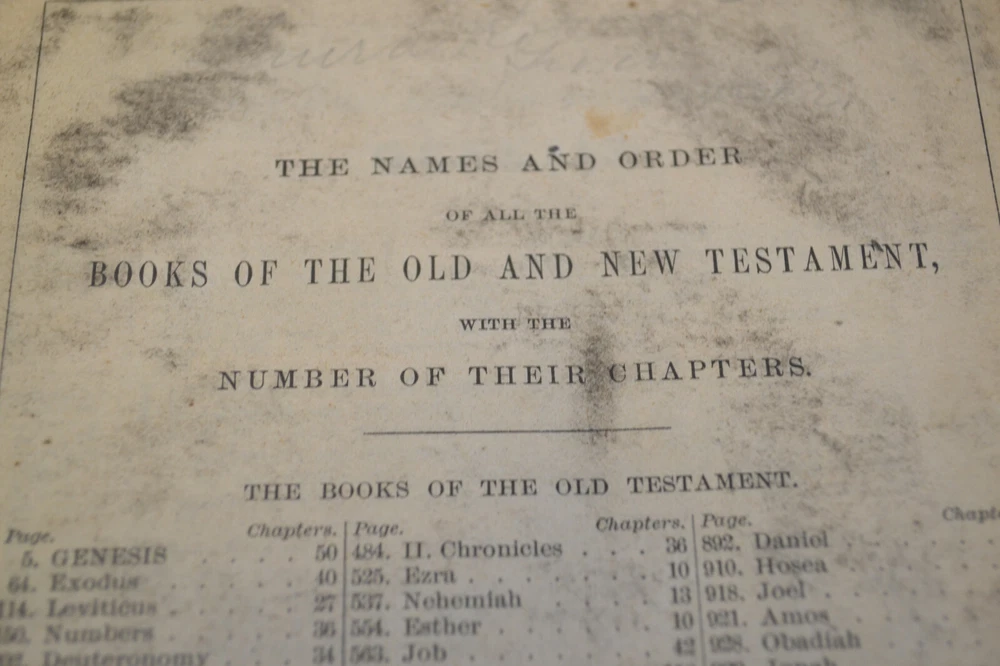 THE NAMES AND ORDER
OF ALL THE
BOOKS OF THE OLD AND NEW TESTAMENT,
WITH THE
NUMBER OF THEIR CHAPTERS.
THE BOOKS OF THE OLD TESTAMENT.
Page. Chapters. Page. Chapters. Page.
5. GENESIS . . . . 50 484. II. Chronicles . . . 36 892. Daniel
64. Exodus . . . . . 40 525. Ezra . . . . . . . 10 910. Hosea
114. Leviticus . . . . 27 537. Nehemiah . . . . 13 918. Joel
Numbers . . . . 36 554. Esther . . . . . . 10 921. Amos
Deuteronomy . . . 34 563. Job . . . . . . . 42 928. Obadiah